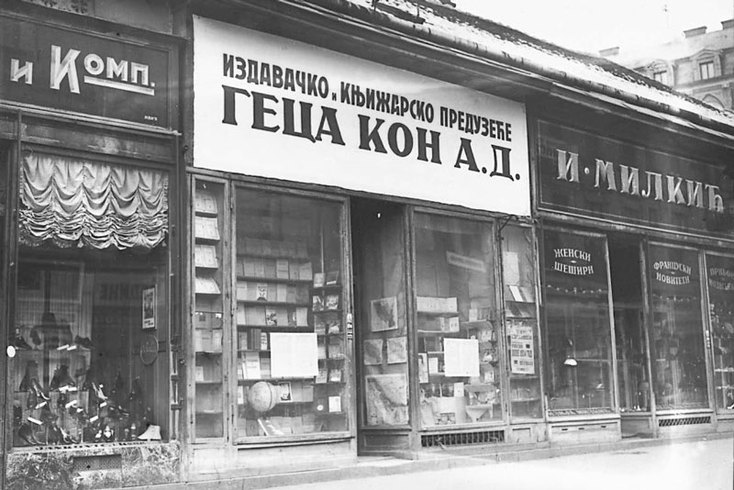 и Комп.
ИЗДАВАЧКО И КЊИЖАРСКО ПРЕДУЗЕЋЕ
ГЕЦА КОН А.Д.
И. МИЛКИЋ
ЖЕНСКИ
ШЕШИРИ
ФРАНЦУСКИ
НОВИТЕТИ